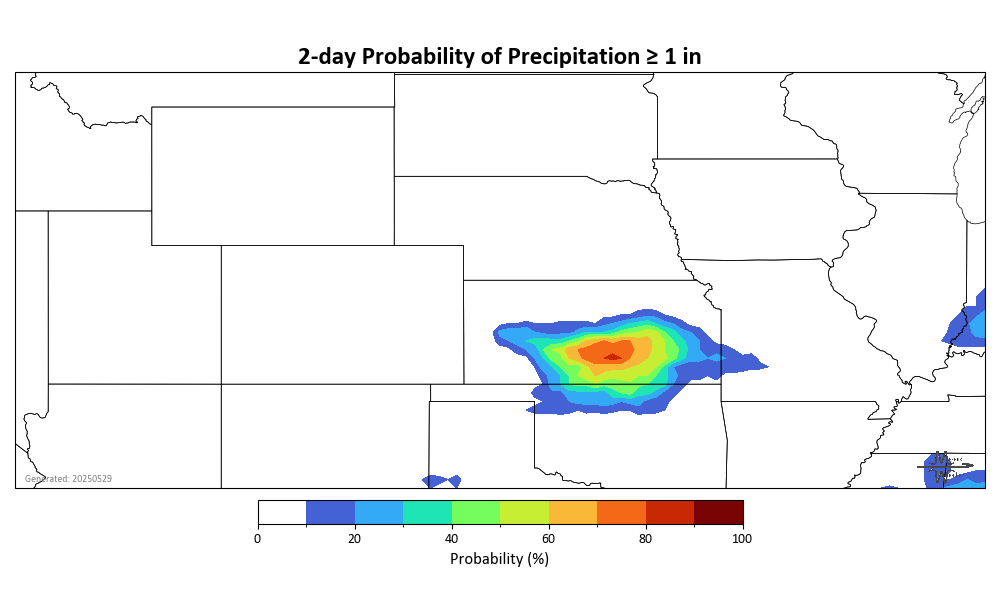 2-day Probability of Precipitation ≥ 1 in
Generated: 20250529
0 20 40 60 80 100
Probability (%)